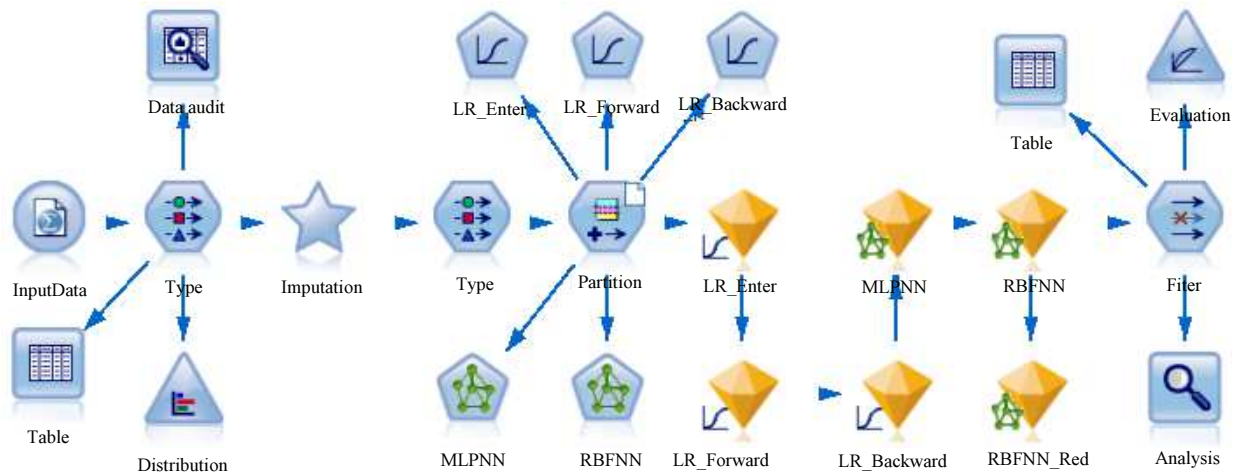 Data audit
LR_Enter
LR_Forward
LR_Backward
Table
Evaluation
InputData
Type
Imputation
Type
Partition
LR_Enter
MLPNN
RBFNN
Fiter
Table
Distribution
MLPNN
RBFNN
LR_Forward
LR_Backward
RBFNN_Red
Analysis